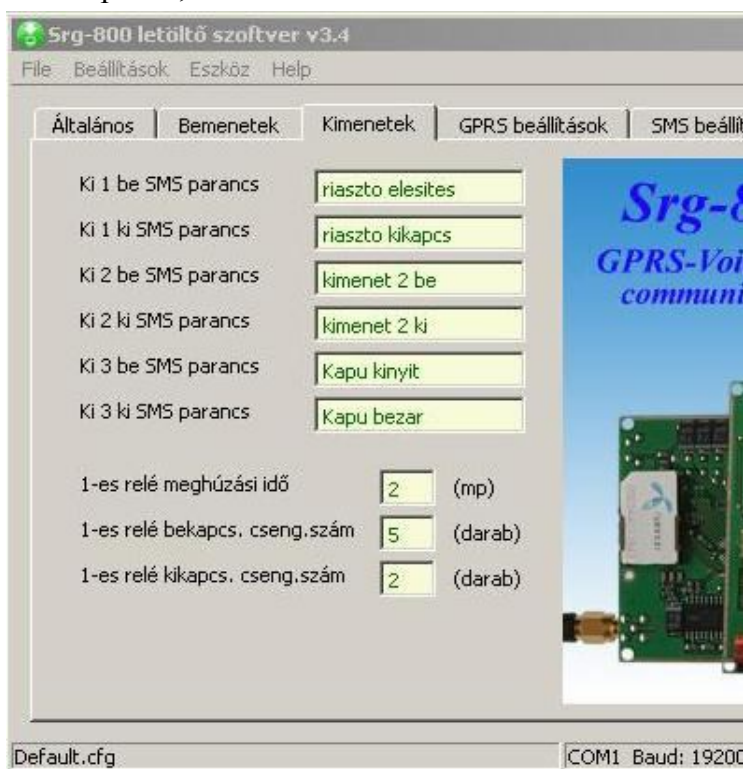 Srg-800 letöltő szoftver v3.4
File Beállítások Eszköz Help
Általános Bemenetek Kimenetek GPRS beállítások SMS
Ki 1 be SMS parancs riaszto elesites
Ki 1 ki SMS parancs riaszto kikapcs
Ki 2 be SMS parancs kimenet 2 be
Ki 2 ki SMS parancs kimenet 2 ki
Ki 3 be SMS parancs Kapu kinyit
Ki 3 ki SMS parancs Kapu bezar
1-es relé meghúzási idő 2 (mp)
1-es relé bekapcs. cseng.szám 5 (darab)
1-es relé kikapcs. cseng.szám 2 (darab)
Srg-8
GPRS-Voi
communi
Default.cfg COM1 Baud: 19200